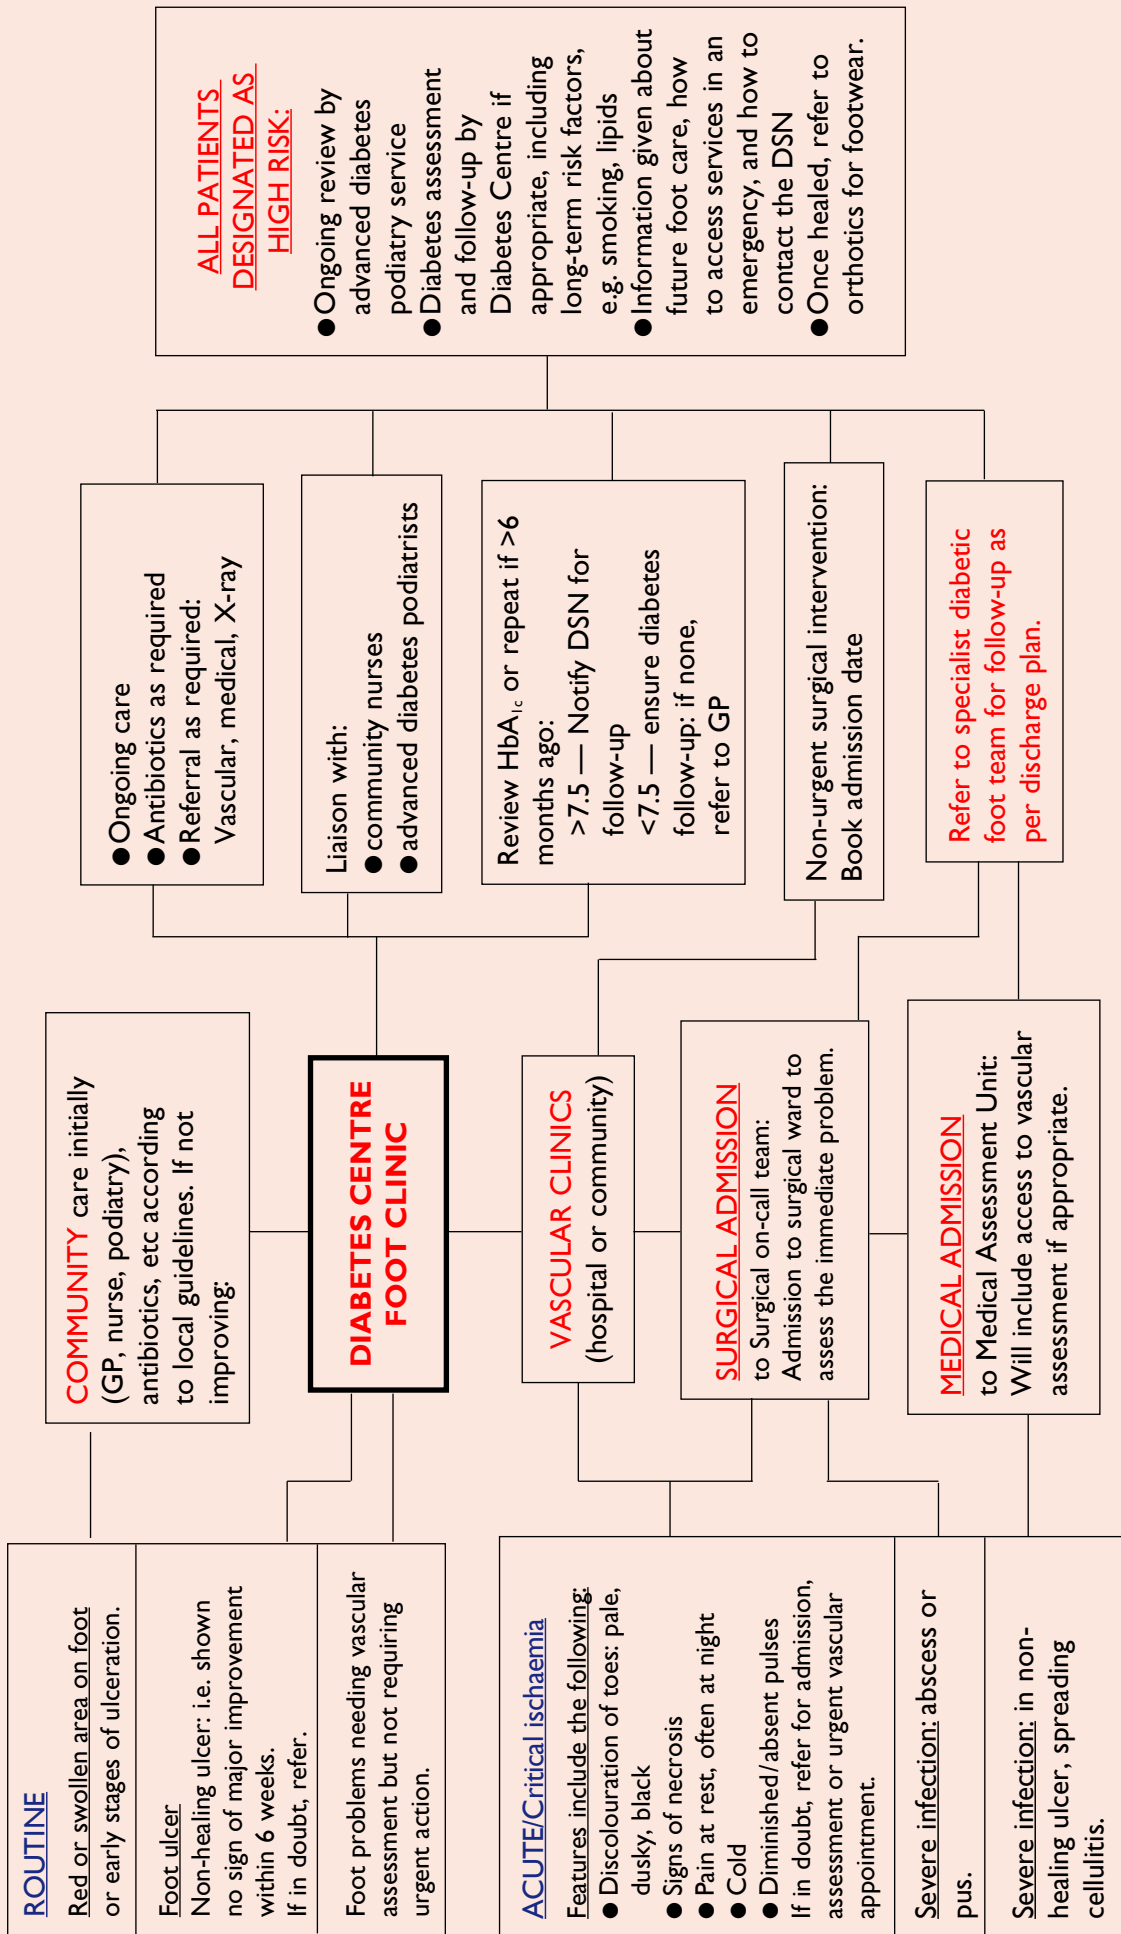 ROUTINE
Red or swollen area on foot
or early stages of ulceration.
Foot ulcer
Non-healing ulcer: i.e. shown
no sign of major improvement
within 6 weeks.
If in doubt, refer.
Foot problems needing vascular
assessment but not requiring
urgent action.
ACUTE/Critical ischaemia
Features include the following:
● Discolouration of toes: pale,
dusky, black
● Signs of necrosis
● Pain at rest, often at night
● Cold
● Diminished/absent pulses
If in doubt, refer for admission,
assessment or urgent vascular
appointment.
Severe infection: abscess or
pus.
Severe infection: in non-
healing ulcer, spreading
cellulitis.
COMMUNITY care initially
(GP, nurse, podiatry),
antibiotics, etc according
to local guidelines. If not
improving:
DIABETES CENTRE
FOOT CLINIC
VASCULAR CLINICS
(hospital or community)
SURGICAL ADMISSION
to Surgical on-call team:
Admission to surgical ward to
assess the immediate problem.
MEDICAL ADMISSION
to Medical Assessment Unit:
Will include access to vascular
assessment if appropriate.
● Ongoing care
● Antibiotics as required
● Referral as required:
Vascular, medical, X-ray
Liaison with:
● community nurses
● advanced diabetes podiatrists
Review HbA1c or repeat if >6
months ago:
>7.5 — Notify DSN for
follow-up
<7.5 — ensure diabetes
follow-up: if none,
refer to GP
Non-urgent surgical intervention:
Book admission date
Refer to specialist diabetic
foot team for follow-up as
per discharge plan.
ALL PATIENTS
DESIGNATED AS
HIGH RISK:
● Ongoing review by
advanced diabetes
podiatry service
● Diabetes assessment
and follow-up by
Diabetes Centre if
appropriate, including
long-term risk factors,
e.g. smoking, lipids
● Information given about
future foot care, how
to access services in an
emergency, and how to
contact the DSN
● Once healed, refer to
orthotics for footwear.